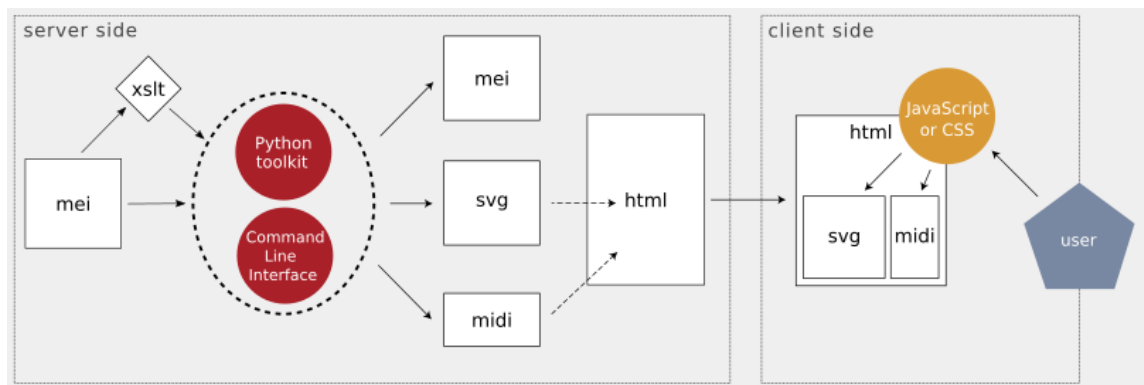 server side
xslt
mei
Python
toolkit
Command
Line
Interface
mei
svg
midi
html
client side
JavaScript
or CSS
html
svg
midi
user